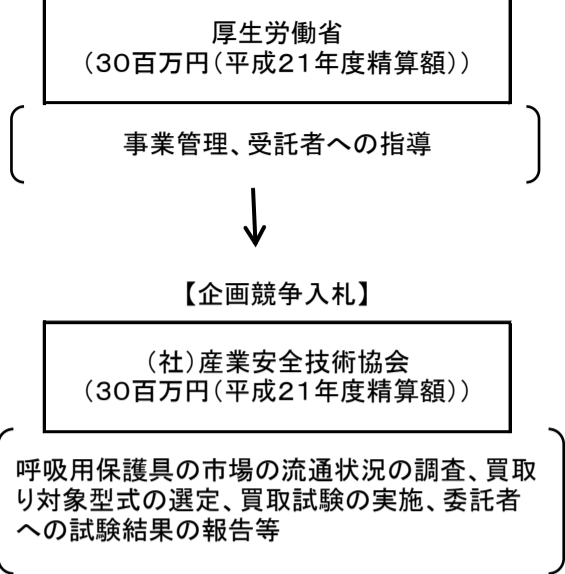 厚生労働省
（３０百万円（平成２１年度精算額））
事業管理、受託者への指導
【企画競争入札】
（社）産業安全技術協会
（３０百万円（平成２１年度精算額））
呼吸用保護具の市場の流通状況の調査、買取
り対象型式の選定、買取試験の実施、委託者
への試験結果の報告等